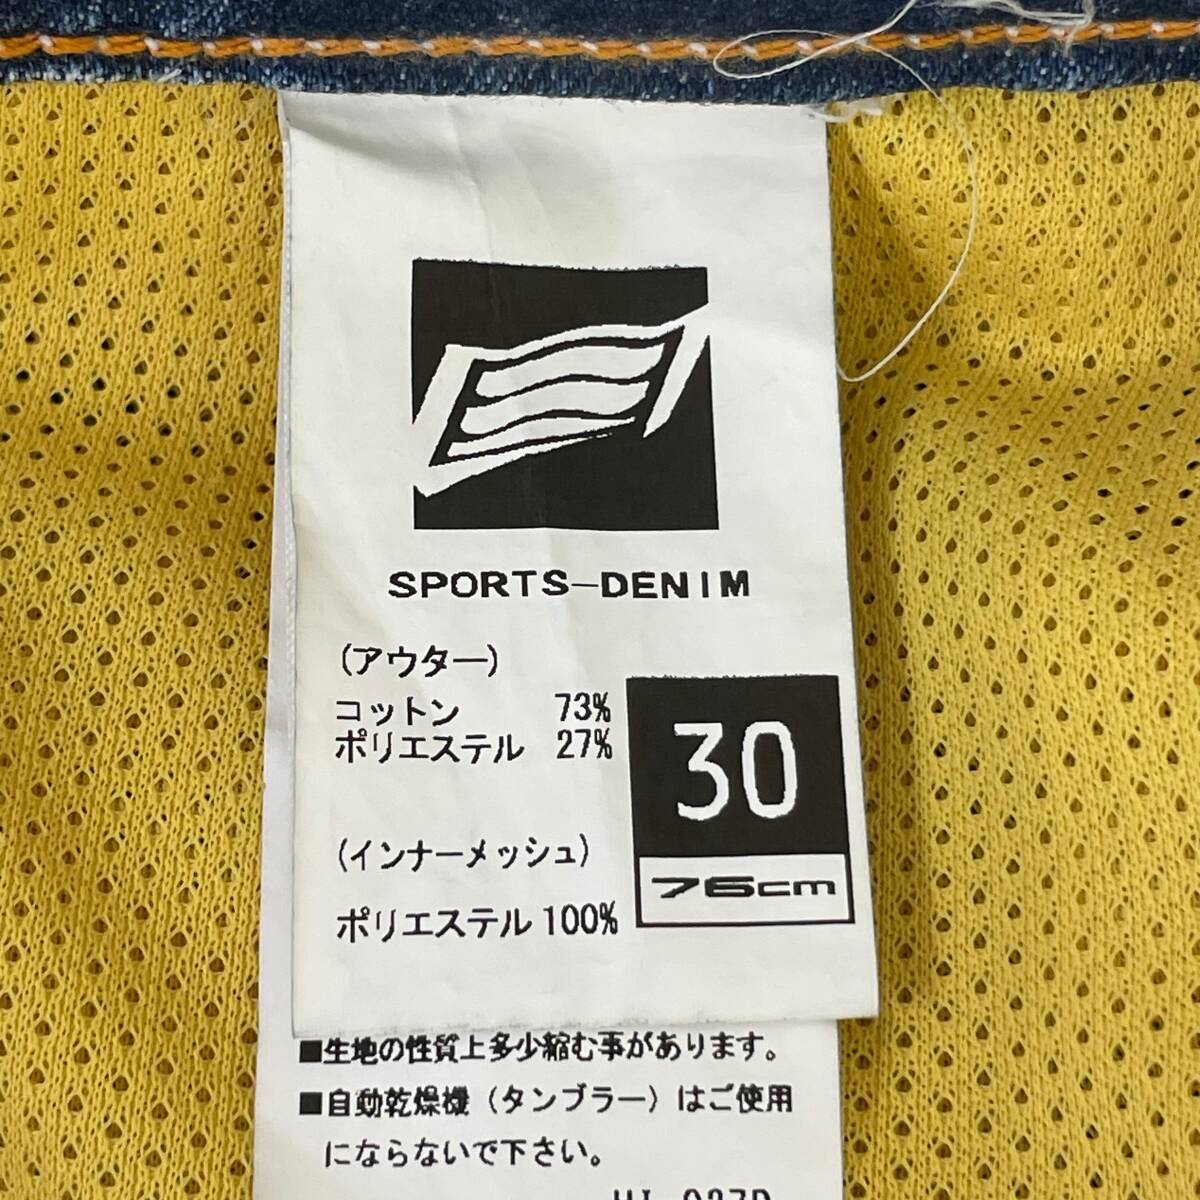 SPORTS-DENIM
(アウター)
コットン 73%
ポリエステル 27%
30
76cm
(インナーメッシュ)
ポリエステル 100%
■生地の性質上多少縮む事があります。
■自動乾燥機（タンブラー）はご使用
にならないで下さい。